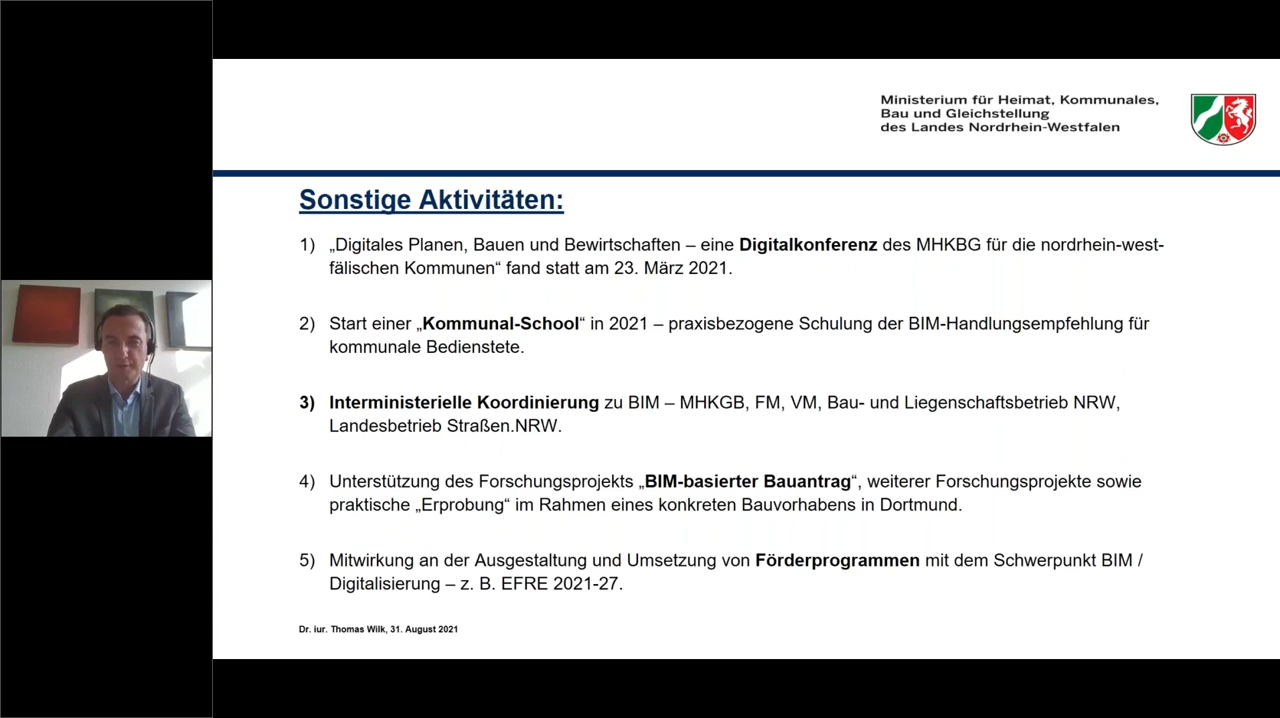 Ministerium für Heimat, Kommunales,
Bau und Gleichstellung
des Landes Nordrhein-Westfalen
Sonstige Aktivitäten:
1) „Digitales Planen, Bauen und Bewirtschaften – eine Digitalkonferenz des MHKBG für die nordrhein-west-
fälischen Kommunen“ fand statt am 23. März 2021.
2) Start einer „Kommunal-School“ in 2021 – praxisbezogene Schulung der BIM-Handlungsempfehlung für
kommunale Bedienstete.
3) Interministerielle Koordinierung zu BIM – MHKGB, FM, VM, Bau- und Liegenschaftsbetrieb NRW,
Landesbetrieb Straßen.NRW.
4) Unterstützung des Forschungsprojekts „BIM-basierter Bauantrag“, weiterer Forschungsprojekte sowie
praktische „Erprobung“ im Rahmen eines konkreten Bauvorhabens in Dortmund.
5) Mitwirkung an der Ausgestaltung und Umsetzung von Förderprogrammen mit dem Schwerpunkt BIM /
Digitalisierung – z. B. EFRE 2021-27.
Dr. iur. Thomas Wilk, 31. August 2021